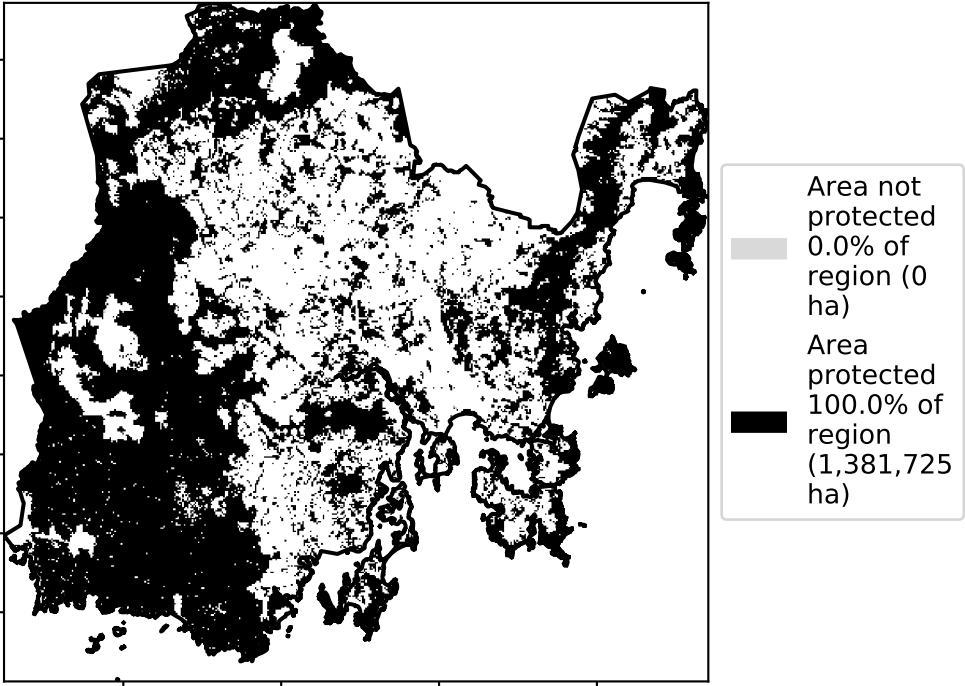 Area not
protected
0.0% of
region (0
ha)
Area
protected
100.0% of
region
(1,381,725
ha)